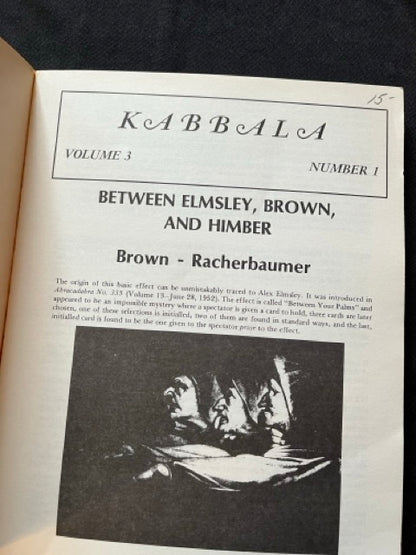 15-
KABBALA
VOLUME 3
NUMBER 1
BETWEEN ELMSLEY, BROWN,
AND HIMBER
Brown - Racherbaumer
The origin of this basic effect can be unmistakably traced to Alex Elmsley. It was introduced in
Abracadabra No. 333 (Volume 13-June 28, 1952). The effect is called "Between Your Palms" and
appeared to be an impossible mystery where a spectator is given a card to hold, three cards are later
chosen, one of these selections is initialled, two of them are found in standard ways, and the last,
initialled card is found to be the one given to the spectator prior to the effect.